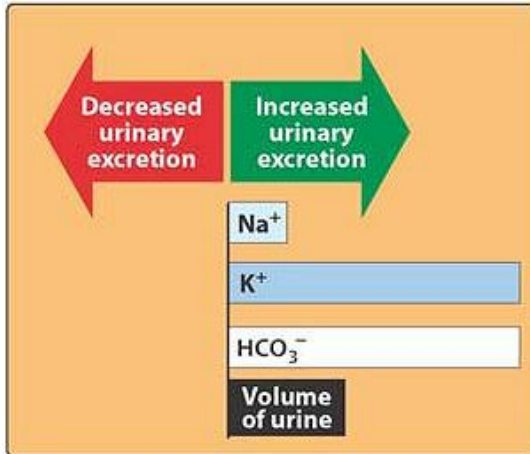 Decreased
urinary
excretion
Increased
urinary
excretion
Na⁺
K⁺
HCO₃⁻
Volume
of urine